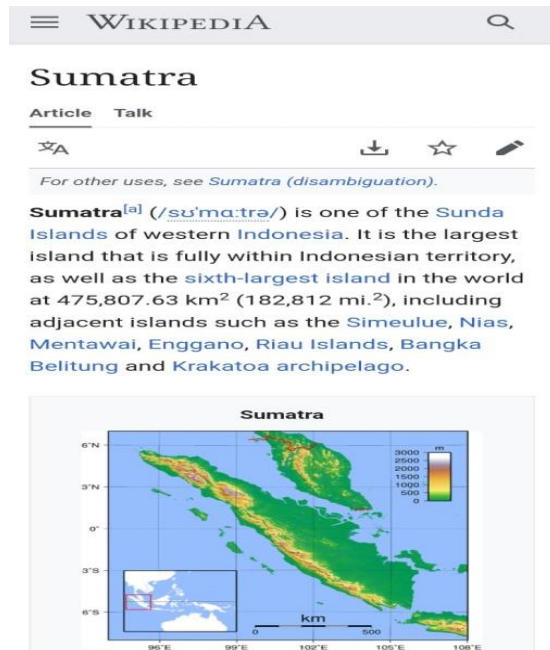 WIKIPEDIA
Sumatra
Article Talk
文A
For other uses, see Sumatra (disambiguation).
Sumatra[a] (/sʊˈmɑːtrə/) is one of the Sunda
Islands of western Indonesia. It is the largest
island that is fully within Indonesian territory,
as well as the sixth-largest island in the world
at 475,807.63 km² (182,812 mi.²), including
adjacent islands such as the Simeulue, Nias,
Mentawai, Enggano, Riau Islands, Bangka
Belitung and Krakatoa archipelago.
Sumatra
6°N
3°N
0°
3°S
6°S
m
3000
2500
2000
1500
1000
500
0
km
0 500
96°E 99°E 102°E 105°E 108°E